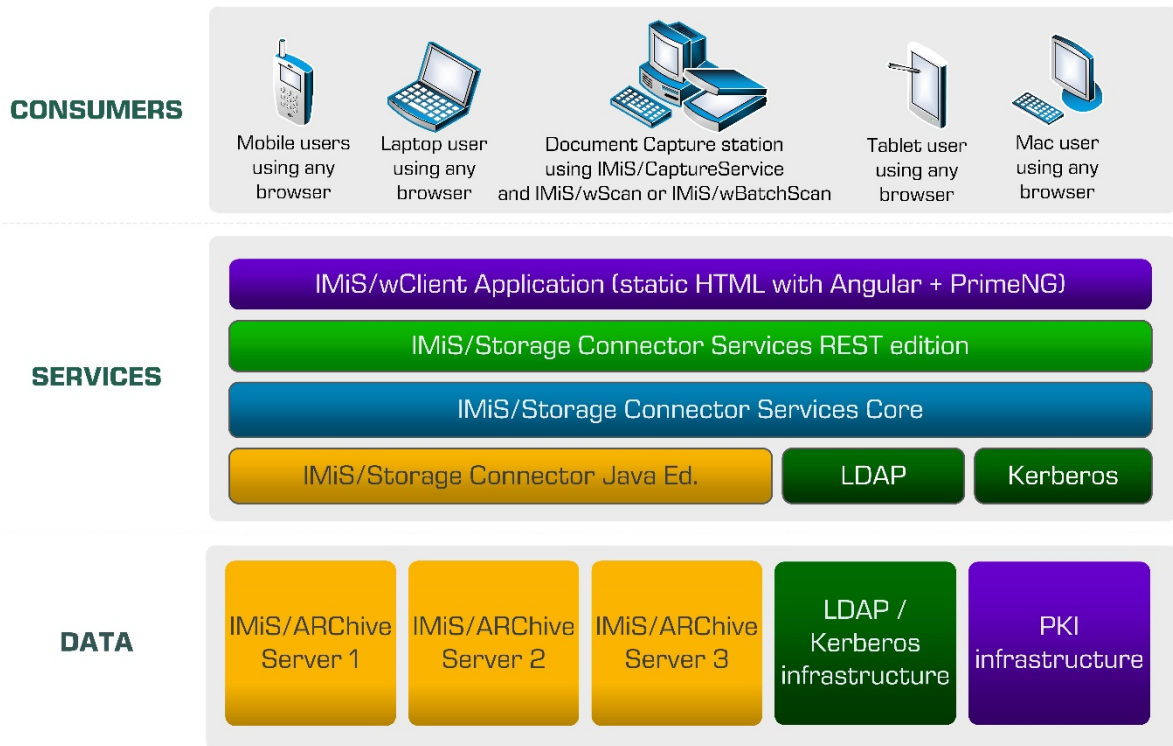 CONSUMERS
Mobile users
using any
browser
Laptop user
using any
browser
Document Capture station
using IMiS/CaptureService
and IMiS/wScan or IMiS/wBatchScan
Tablet user
using any
browser
Mac user
using any
browser
SERVICES
IMiS/wClient Application (static HTML with Angular + PrimeNG)
IMiS/Storage Connector Services REST edition
IMiS/Storage Connector Services Core
IMiS/Storage Connector Java Ed.
LDAP
Kerberos
DATA
IMiS/ARChive
Server 1
IMiS/ARChive
Server 2
IMiS/ARChive
Server 3
LDAP /
Kerberos
infrastructure
PKI
infrastructure